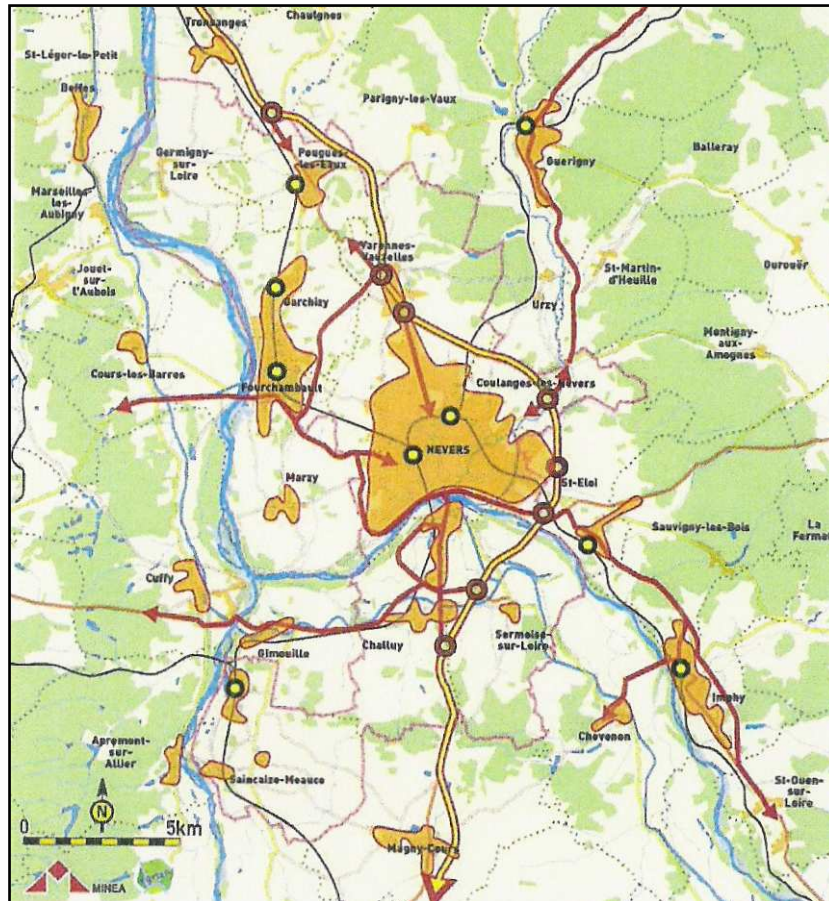 Tronsanges
Chaulgnes
St-Léger-le-Petit
Beffes
Parigny-les-Vaux
Germigny-
sur-
Loire
Pougues-
les-Eaux
Guerigny
Balleray
Marseilles-
les-Aubigny
Varennes-
Vauzelles
Jouet-
sur-
l'Aubois
Garchizy
St-Martin-
d'Heuille
Ourouër
Urzy
Montigny-
aux-
Amognes
Cours-les-Barres
Fourchambault
Coulanges-les-Nevers
NEVERS
Marzy
St-Eloi
Sauvigny-les-Bois
La
Fermet
Cuffy
Gimouille
Challuy
Sermoise-
sur-Loire
Imphy
Chevenon
Apremont-
sur-
Allier
Saincaize-Meauce
St-Ouen-
sur-
Loire
N
0 5km
Magny-Cours
MINEA